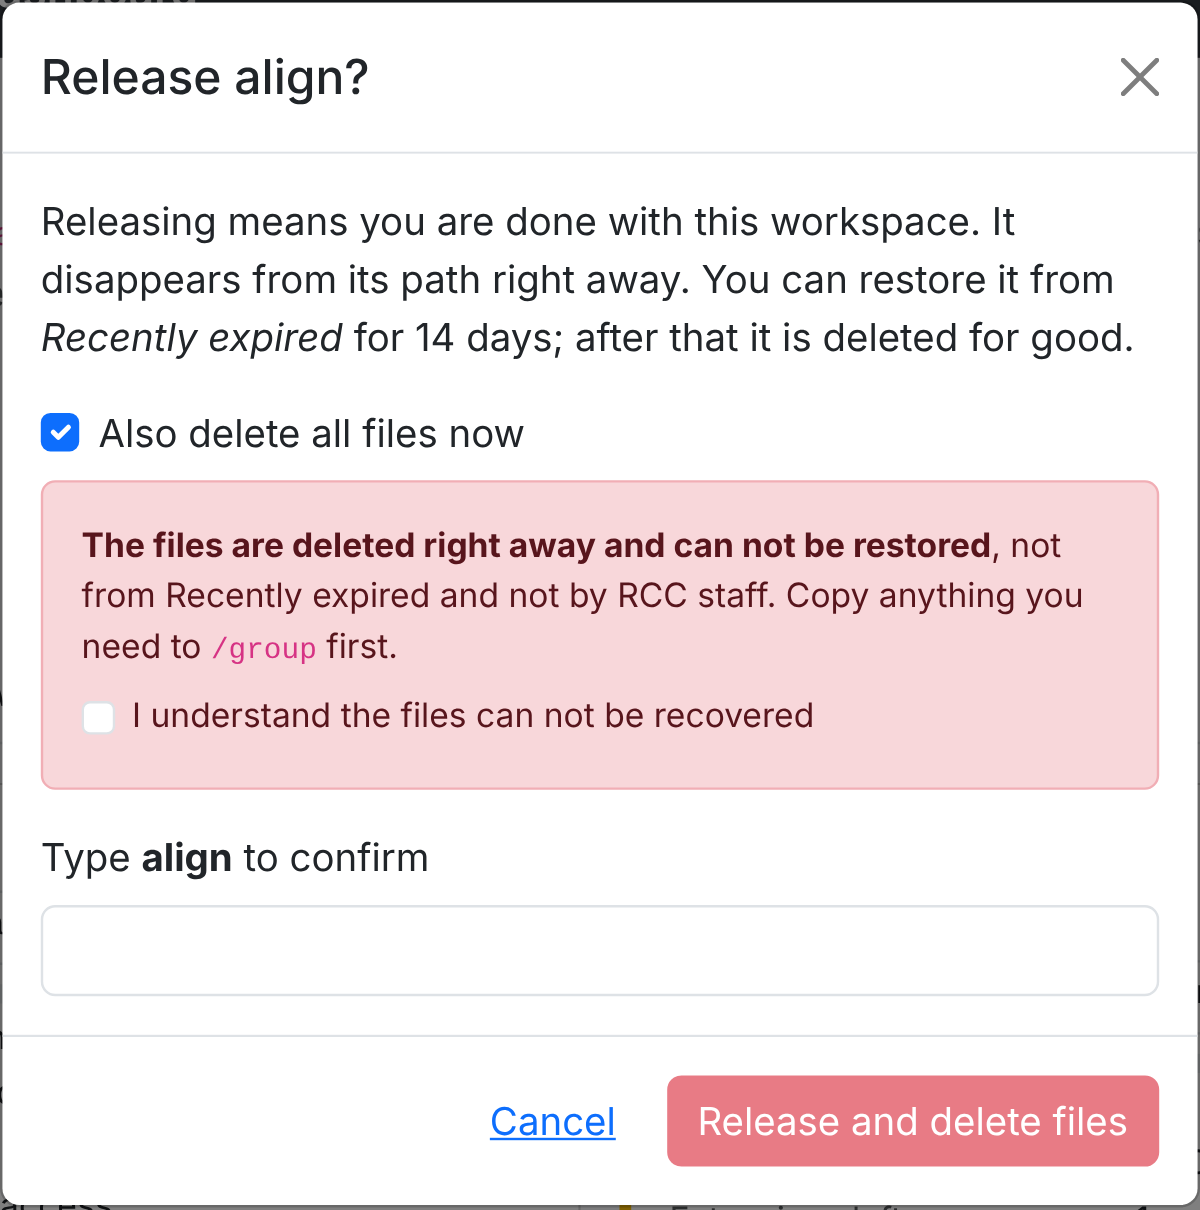 Release align?
Releasing means you are done with this workspace. It
disappears from its path right away. You can restore it from
Recently expired for 14 days; after that it is deleted for good.
Also delete all files now
The files are deleted right away and can not be restored, not
from Recently expired and not by RCC staff. Copy anything you
need to /group first.
I understand the files can not be recovered
Type align to confirm
Cancel
Release and delete files